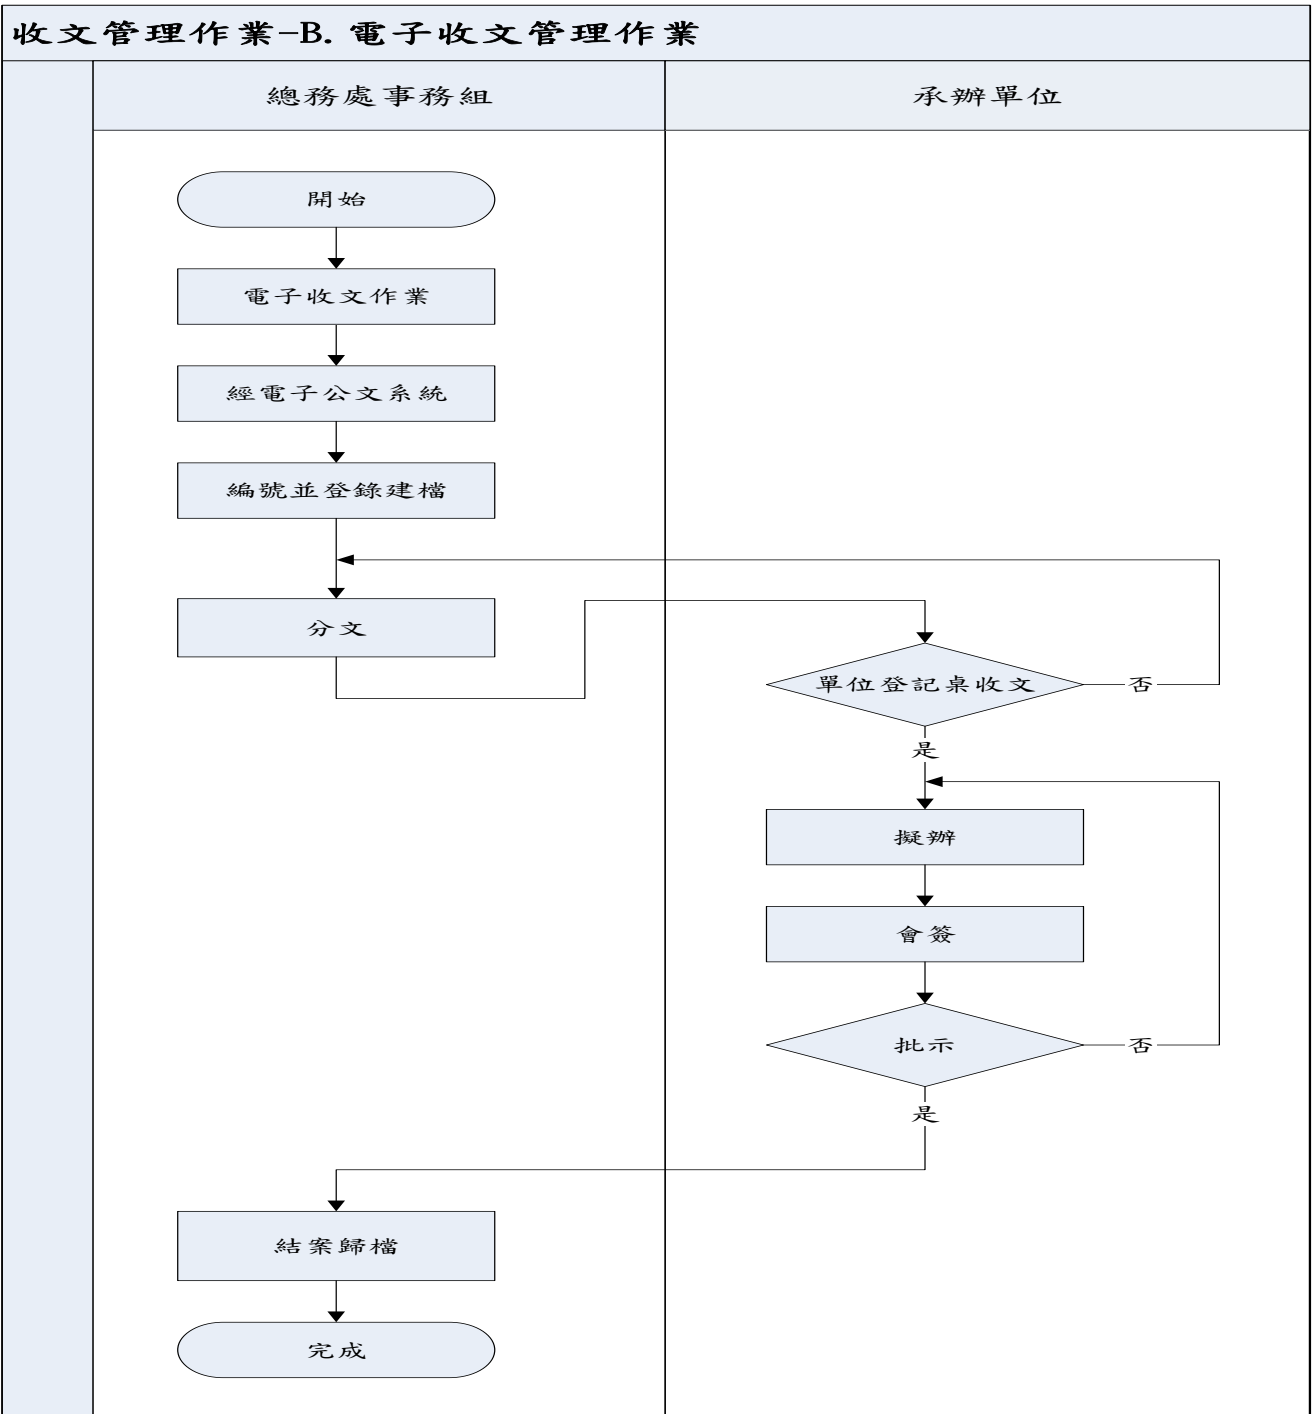 收文管理作業-B. 電子收文管理作業
總務處事務組
承辦單位
開始
電子收文作業
經電子公文系統
編號並登錄建檔
分文
單位登記桌收文
否
是
擬辦
會簽
批示
否
是
結案歸檔
完成